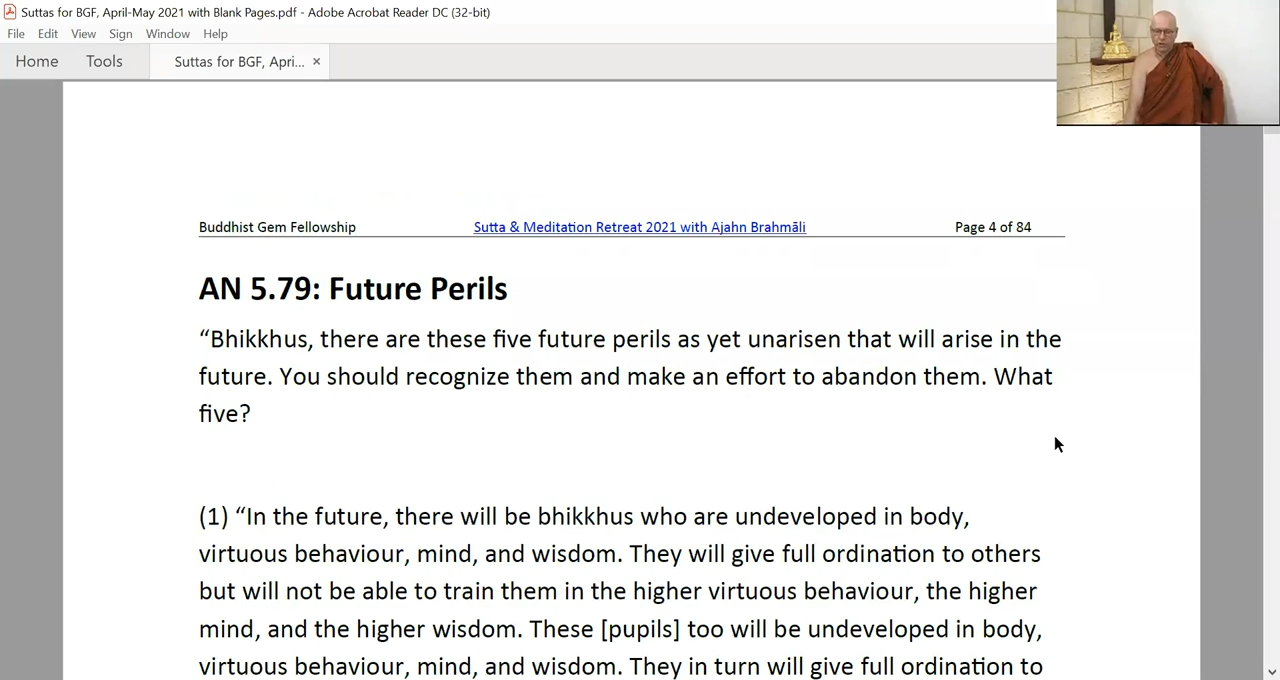 Suttas for BGF, April-May 2021 with Blank Pages.pdf - Adobe Acrobat Reader DC (32-bit)
File Edit View Sign Window Help
Home Tools Suttas for BGF, Apri... ×
Buddhist Gem Fellowship Sutta & Meditation Retreat 2021 with Ajahn Brahmāli Page 4 of 84
AN 5.79: Future Perils
“Bhikkhus, there are these five future perils as yet unarisen that will arise in the
future. You should recognize them and make an effort to abandon them. What
five?
(1) “In the future, there will be bhikkhus who are undeveloped in body,
virtuous behaviour, mind, and wisdom. They will give full ordination to others
but will not be able to train them in the higher virtuous behaviour, the higher
mind, and the higher wisdom. These [pupils] too will be undeveloped in body,
virtuous behaviour, mind, and wisdom. They in turn will give full ordination to